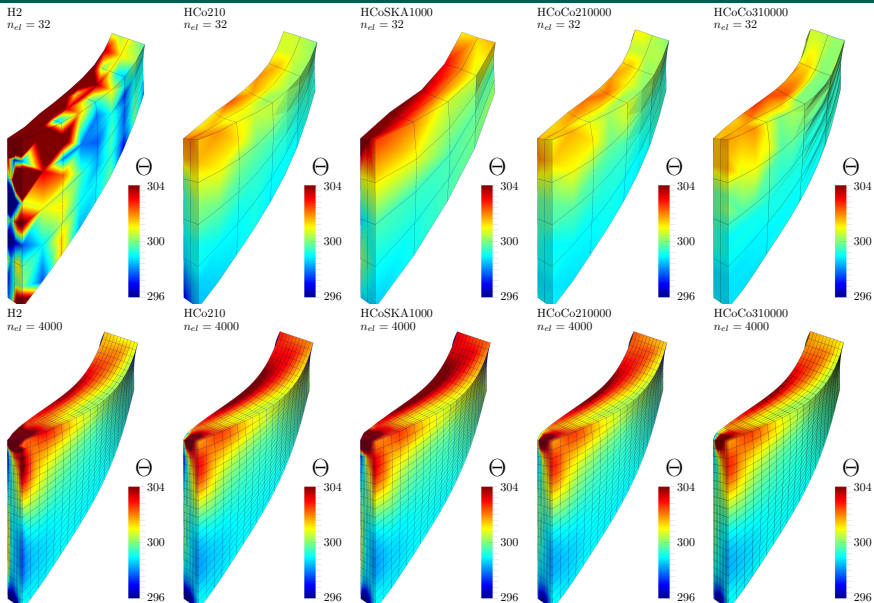 H2 HCo210 HCoSKA1000 HCoCo210000 HCoCo310000
n_el = 32 n_el = 32 n_el = 32 n_el = 32 n_el = 32
Θ Θ Θ Θ Θ
304 304 304 304 304
300 300 300 300 300
296 296 296 296 296
H2 HCo210 HCoSKA1000 HCoCo210000 HCoCo310000
n_el = 4000 n_el = 4000 n_el = 4000 n_el = 4000 n_el = 4000
Θ Θ Θ Θ Θ
304 304 304 304 304
300 300 300 300 300
296 296 296 296 296